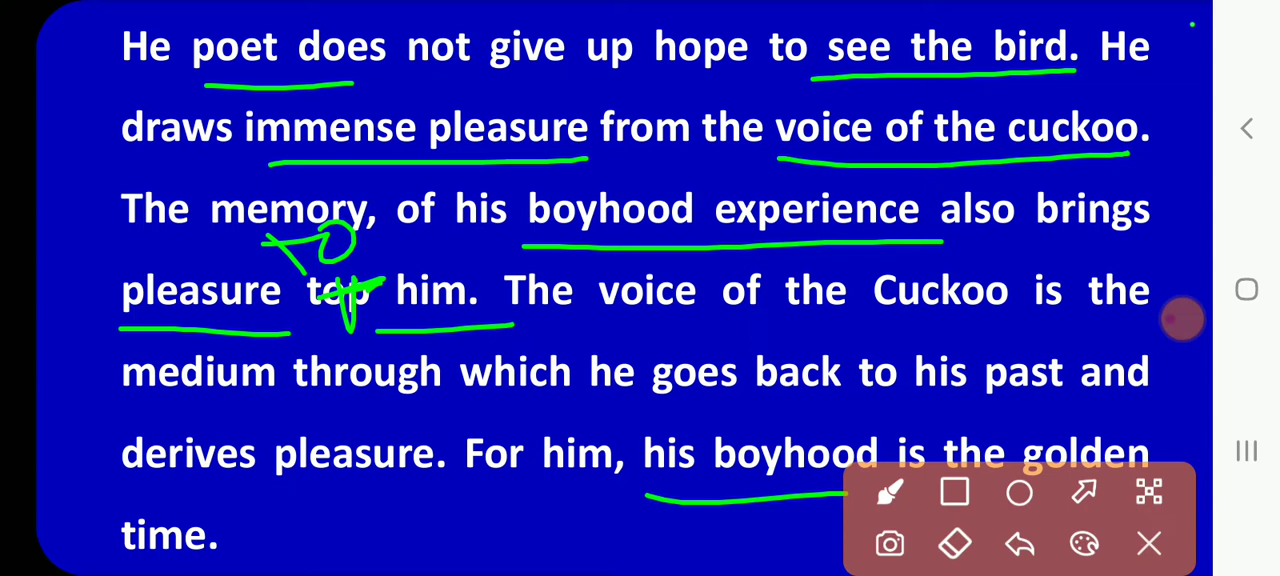 He poet does not give up hope to see the bird. He
draws immense pleasure from the voice of the cuckoo.
The memory, of his boyhood experience also brings
to
pleasure top him. The voice of the Cuckoo is the
medium through which he goes back to his past and
derives pleasure. For him, his boyhood is the golden
time.